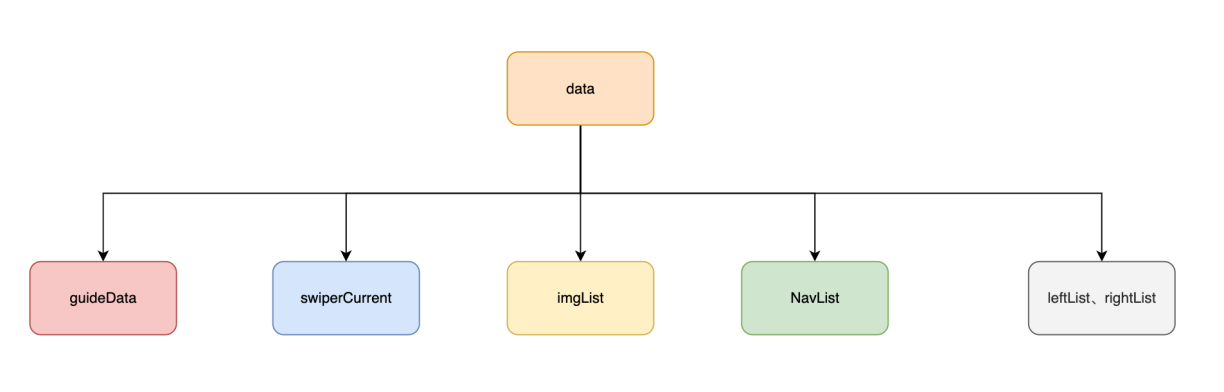 data
guideData
swiperCurrent
imgList
NavList
leftList、rightList